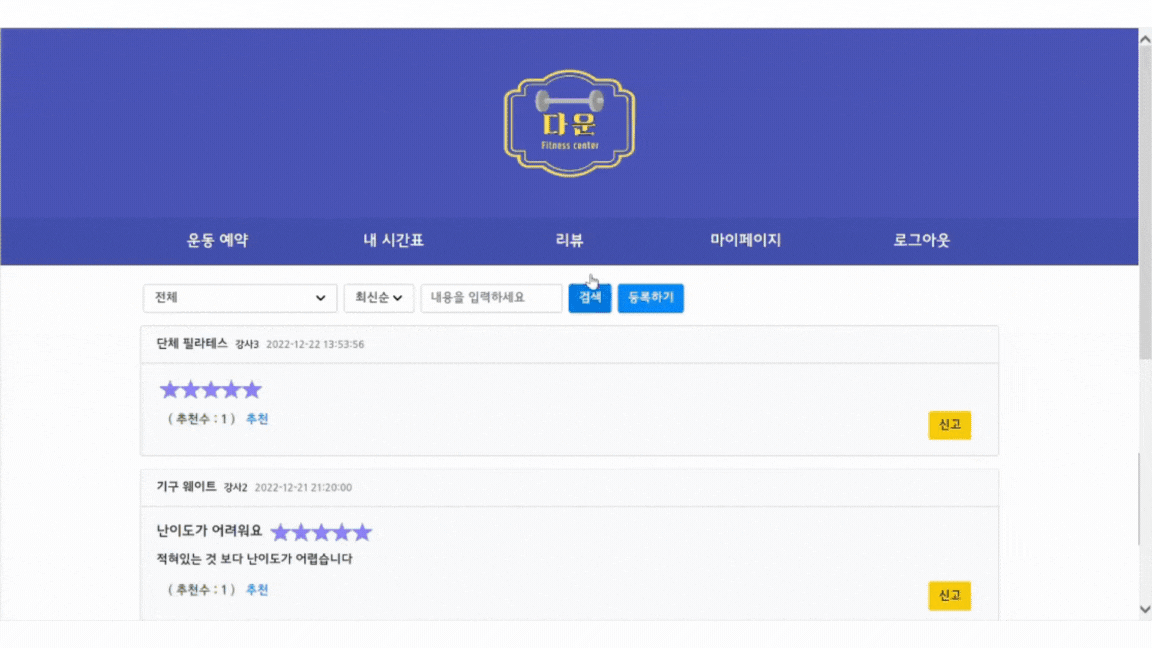 다운
Fitness center
운동 예약 내 시간표 리뷰 마이페이지 로그아웃
전체 최신순 내용을 입력하세요 검색 등록하기
단체 필라테스 강사3 2022-12-22 13:53:56
( 추천수 : 1 ) 추천
신고
기구 웨이트 강사2 2022-12-21 21:20:00
난이도가 어려워요
적혀있는 것 보다 난이도가 어렵습니다
( 추천수 : 1 ) 추천
신고